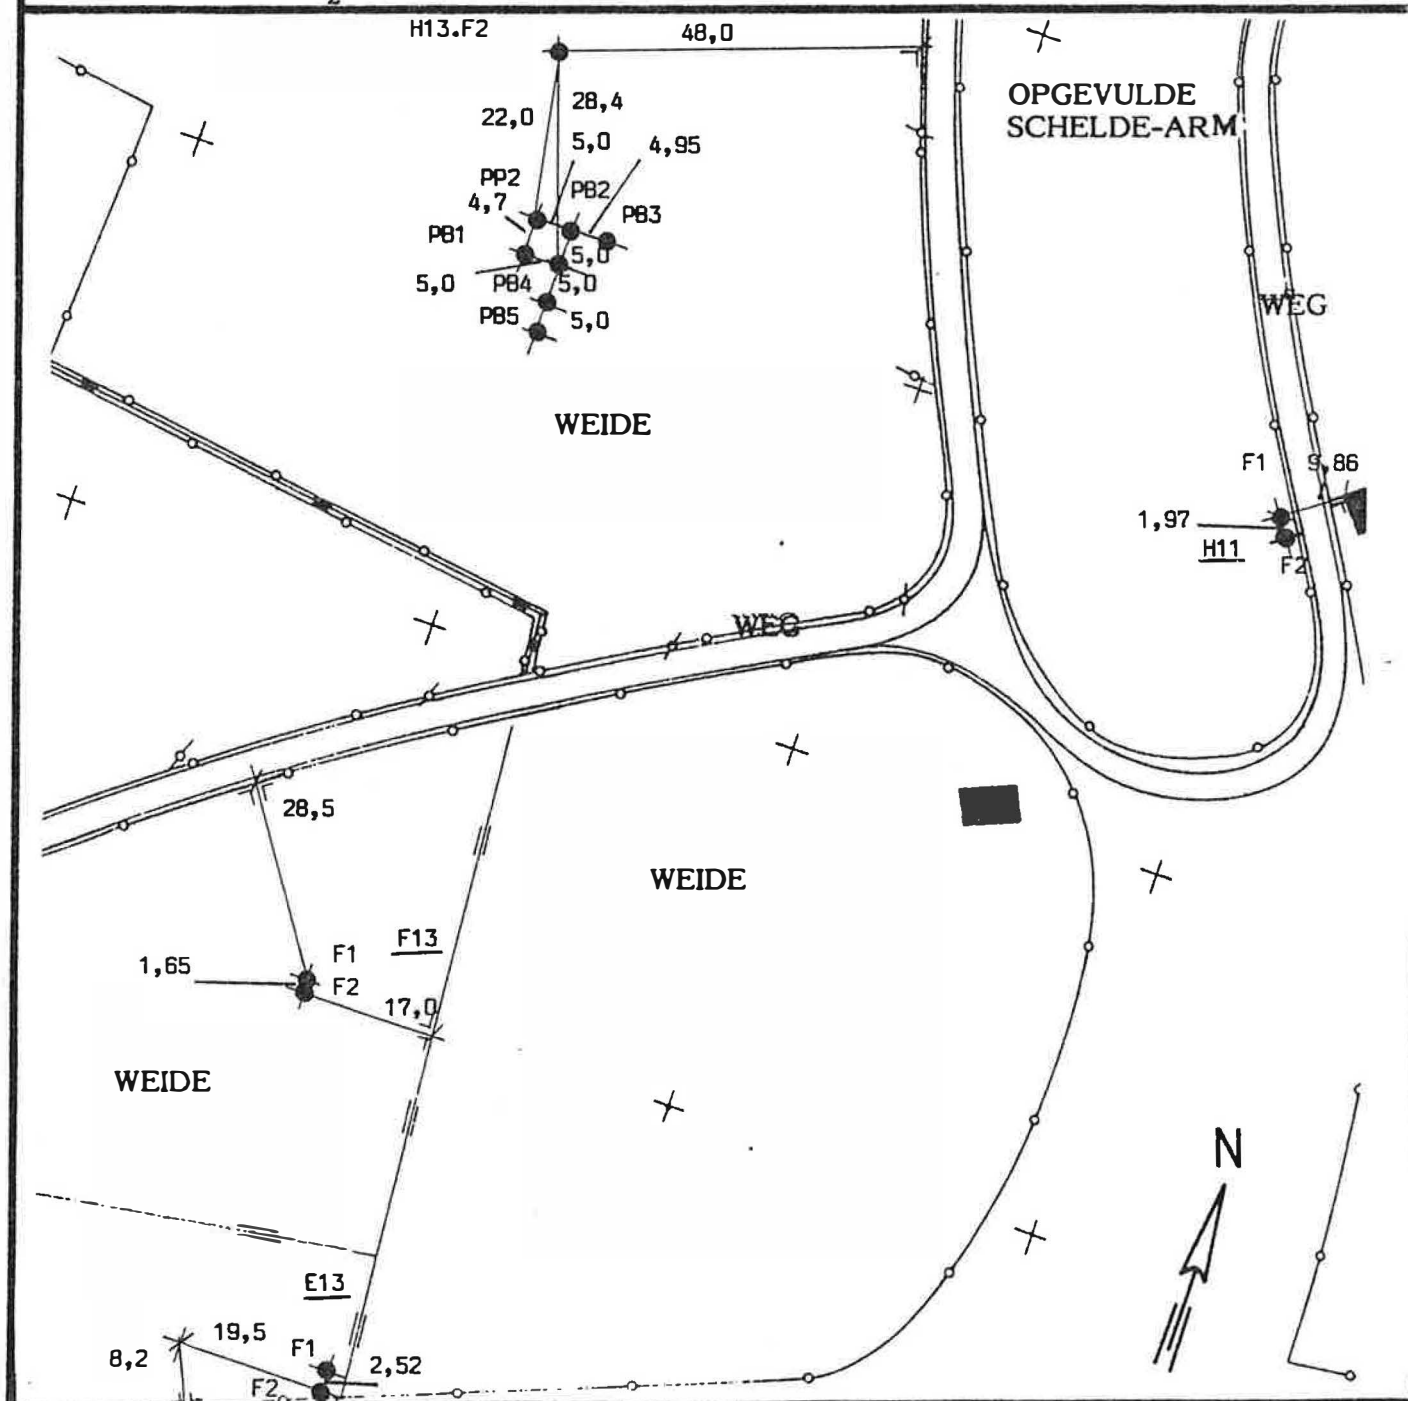 H13.F2
48,0
OPGEVULDE
SCHELDE-ARM
22,0
28,4
5,0
4,95
PP2
PB2
4,7
PB3
PB1
5,0
5,0
PB4
5,0
PB5
5,0
WEG
WEIDE
F1
9,86
1,97
H11
F2
WEG
28,5
WEIDE
F13
F1
1,65
F2
17,0
WEIDE
N
E13
19,5
F1
8,2
2,52
F2